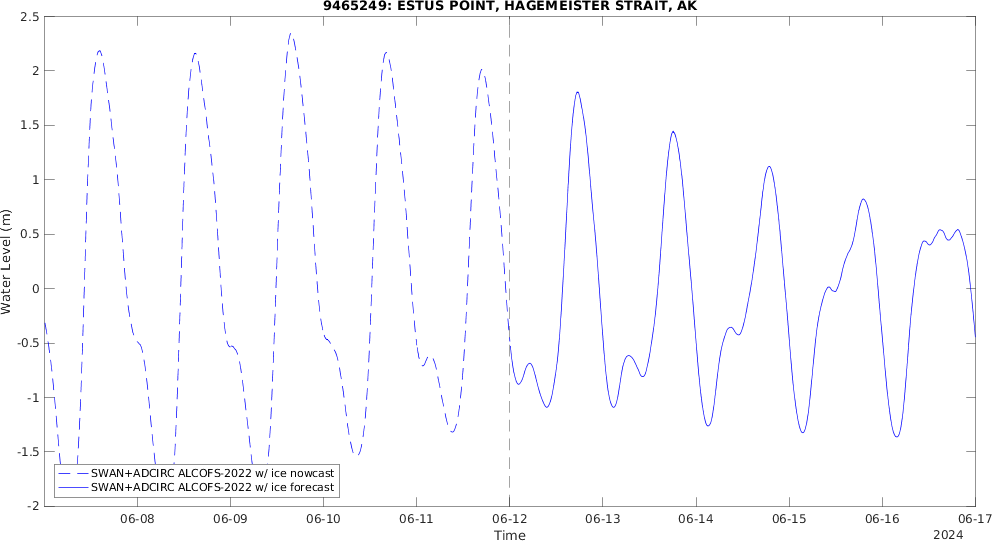 9465249: ESTUS POINT, HAGEMEISTER STRAIT, AK
2.5
2
1.5
1
0.5
0
-0.5
-1
-1.5
-2
Water Level (m)
SWAN+ADCIRC ALCOFS-2022 w/ ice nowcast
SWAN+ADCIRC ALCOFS-2022 w/ ice forecast
06-08 06-09 06-10 06-11 06-12 06-13 06-14 06-15 06-16 06-17
Time
2024